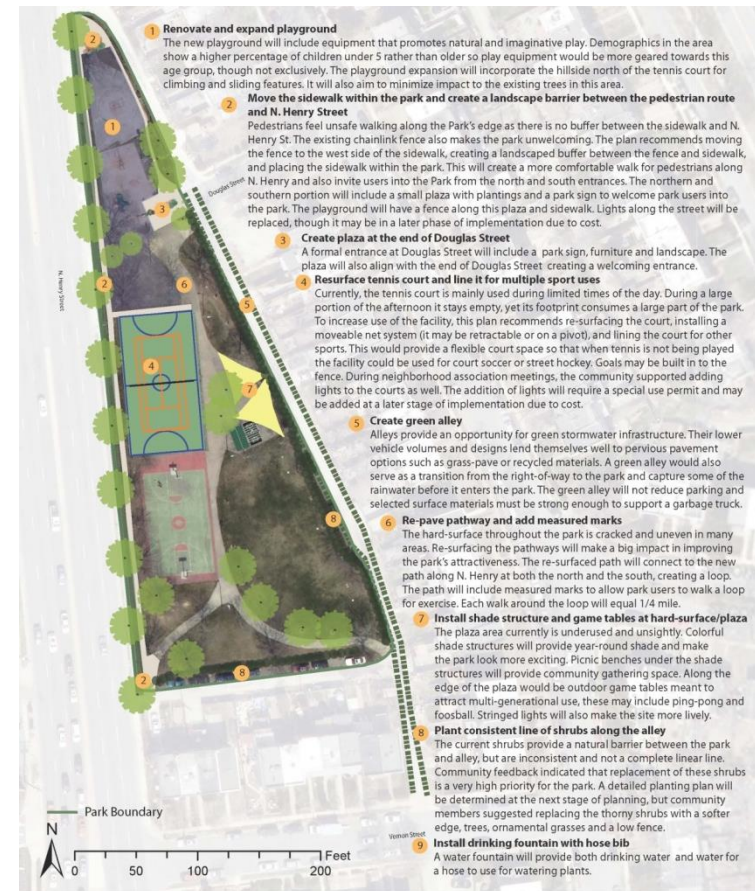 1 Renovate and expand playground
The new playground will include equipment that promotes natural and imaginative play. Demographics in the area
show a higher percentage of children under 5 rather than older so play equipment would be more geared towards this
age group, though not exclusively. The playground expansion will incorporate the hillside north of the tennis court for
climbing and sliding features. It will also aim to minimize impact to the existing trees in this area.
2 Move the sidewalk within the park and create a landscape barrier between the pedestrian route
and N. Henry Street
Pedestrians feel unsafe walking along the Park's edge as there is no buffer between the sidewalk and N.
Henry St. The existing chainlink fence also makes the park unwelcoming. The plan recommends moving
the fence to the west side of the sidewalk, creating a landscaped buffer between the fence and sidewalk,
and placing the sidewalk within the park. This will create a more comfortable walk for pedestrians along
N. Henry and also invite users into the Park from the north and south entrances. The northern and
southern portion will include a small plaza with plantings and a park sign to welcome park users into
the park. The playground will have a fence along this plaza and sidewalk. Lights along the street will be
replaced, though it may be in a later phase of implementation due to cost.
3 Create plaza at the end of Douglas Street
A formal entrance at Douglas Street will include a park sign, furniture and landscape. The
plaza will also align with the end of Douglas Street creating a welcoming entrance.
4 Resurface tennis court and line it for multiple sport uses
Currently, the tennis court is mainly used during limited times of the day. During a large
portion of the afternoon it stays empty, yet its footprint consumes a large part of the park.
To increase use of the facility, this plan recommends re-surfacing the court, installing a
moveable net system (it may be retractable or on a pivot), and lining the court for other
sports. This would provide a flexible court space so that when tennis is not being played
the facility could be used for court soccer or street hockey. Goals may be built in to the
fence. During neighborhood association meetings, the community supported adding
lights to the courts as well. The addition of lights will require a special use permit and may
be added at a later stage of implementation due to cost.
5 Create green alley
Alleys provide an opportunity for green stormwater infrastructure. Their lower
vehicle volumes and designs lend themselves well to pervious pavement
options such as grass-pave or recycled materials. A green alley would also
serve as a transition from the right-of-way to the park and capture some of the
rainwater before it enters the park. The green alley will not reduce parking and
selected surface materials must be strong enough to support a garbage truck.
6 Re-pave pathway and add measured marks
The hard-surface throughout the park is cracked and uneven in many
areas. Re-surfacing the pathways will make a big impact in improving
the park's attractiveness. The re-surfaced path will connect to the new
path along N. Henry at both the north and the south, creating a loop.
The path will include measured marks to allow park users to walk a loop
for exercise. Each walk around the loop will equal 1/4 mile.
7 Install shade structure and game tables at hard-surface/plaza
The plaza area currently is underused and unsightly. Colorful
shade structures will provide year-round shade and make
the park look more exciting. Picnic benches under the shade
structures will provide community gathering space. Along the
edge of the plaza would be outdoor game tables meant to
attract multi-generational use, these may include ping-pong and
foosball. Stringed lights will also make the site more lively.
8 Plant consistent line of shrubs along the alley
The current shrubs provide a natural barrier between the park
and alley, but are inconsistent and not a complete linear line.
Community feedback indicated that replacement of these shrubs
is a very high priority for the park. A detailed planting plan will
be determined at the next stage of planning, but community
members suggested replacing the thorny shrubs with a softer
edge, trees, ornamental grasses and a low fence.
9 Install drinking fountain with hose bib
A water fountain will provide both drinking water and water for
a hose to use for watering plants.
2
1
Douglas Street
3
N. Henry Street
2
6
5
4
7
8
2
8
Park Boundary
Vernon Street
N
Feet
0 50 100 200